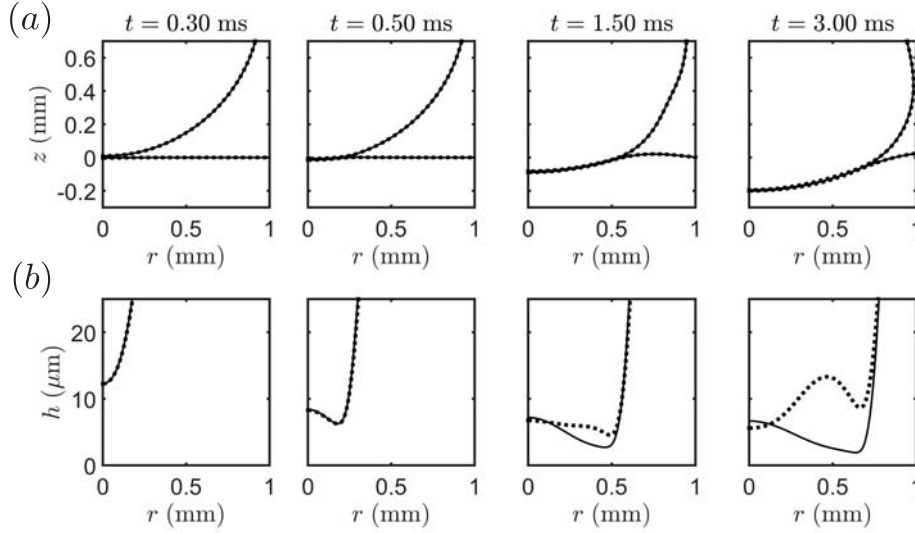 (a)
t = 0.30 ms
t = 0.50 ms
t = 1.50 ms
t = 3.00 ms
z (mm)
0.6
0.4
0.2
0
-0.2
0 0.5 1
0 0.5 1
0 0.5 1
0 0.5 1
r (mm)
r (mm)
r (mm)
r (mm)
(b)
h (μm)
20
10
0
0 0.5 1
0 0.5 1
0 0.5 1
0 0.5 1
r (mm)
r (mm)
r (mm)
r (mm)